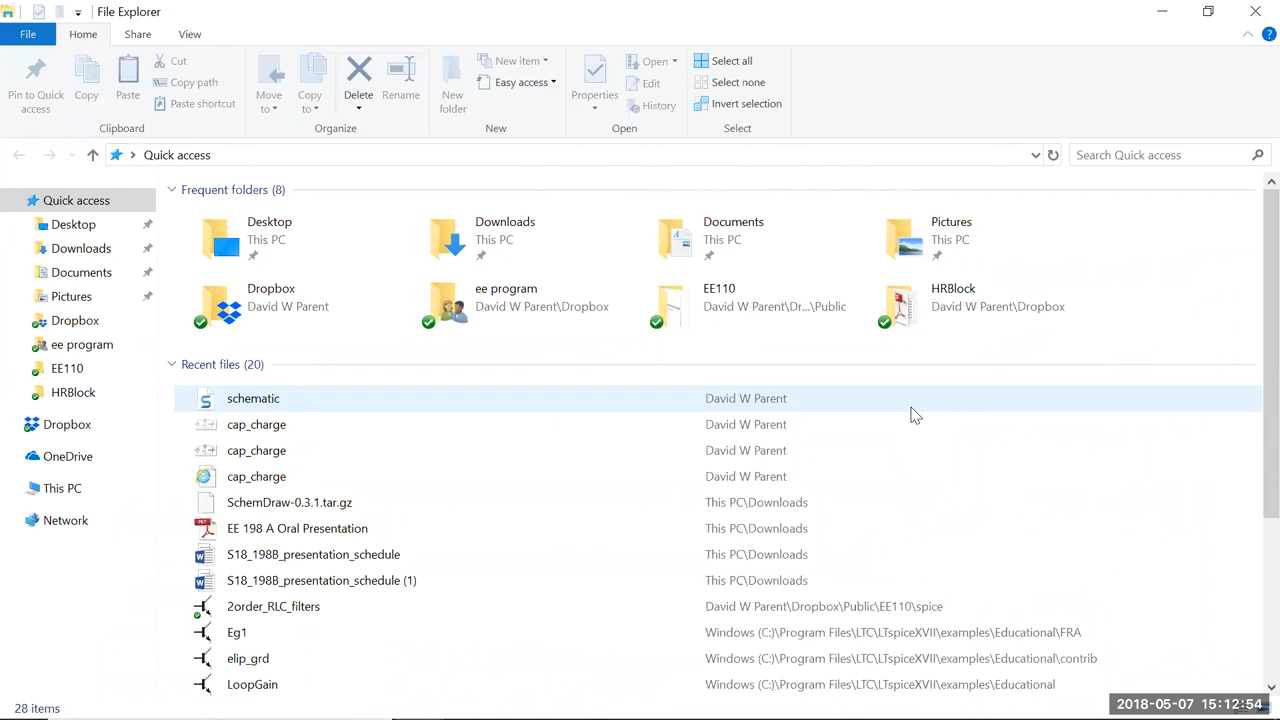 File Explorer
File Home Share View
Pin to Quick access
Copy
Paste
Cut
Copy path
Paste shortcut
Clipboard
Move to
Copy to
Delete
Rename
Organize
New folder
New item
Easy access
New
Properties
Open
Edit
History
Open
Select all
Select none
Invert selection
Select
Quick access
Search Quick access
Quick access
Desktop
Downloads
Documents
Pictures
Dropbox
ee program
EE110
HRBlock
Dropbox
OneDrive
This PC
Network
Frequent folders (8)
Desktop
This PC
Downloads
This PC
Documents
This PC
Pictures
This PC
Dropbox
David W Parent
ee program
David W Parent\Dropbox
EE110
David W Parent\Dr...\Public
HRBlock
David W Parent\Dropbox
Recent files (20)
schematic David W Parent
cap_charge David W Parent
cap_charge David W Parent
cap_charge David W Parent
SchemDraw-0.3.1.tar.gz This PC\Downloads
EE 198 A Oral Presentation This PC\Downloads
S18_198B_presentation_schedule This PC\Downloads
S18_198B_presentation_schedule (1) This PC\Downloads
2order_RLC_filters David W Parent\Dropbox\Public\EE110\spice
Eg1 Windows (C:)\Program Files\LTC\LTspiceXVII\examples\Educational\FRA
elip_grd Windows (C:)\Program Files\LTC\LTspiceXVII\examples\Educational\contrib
LoopGain Windows (C:)\Program Files\LTC\LTspiceXVII\examples\Educational
28 items
2018-05-07 15:12:54